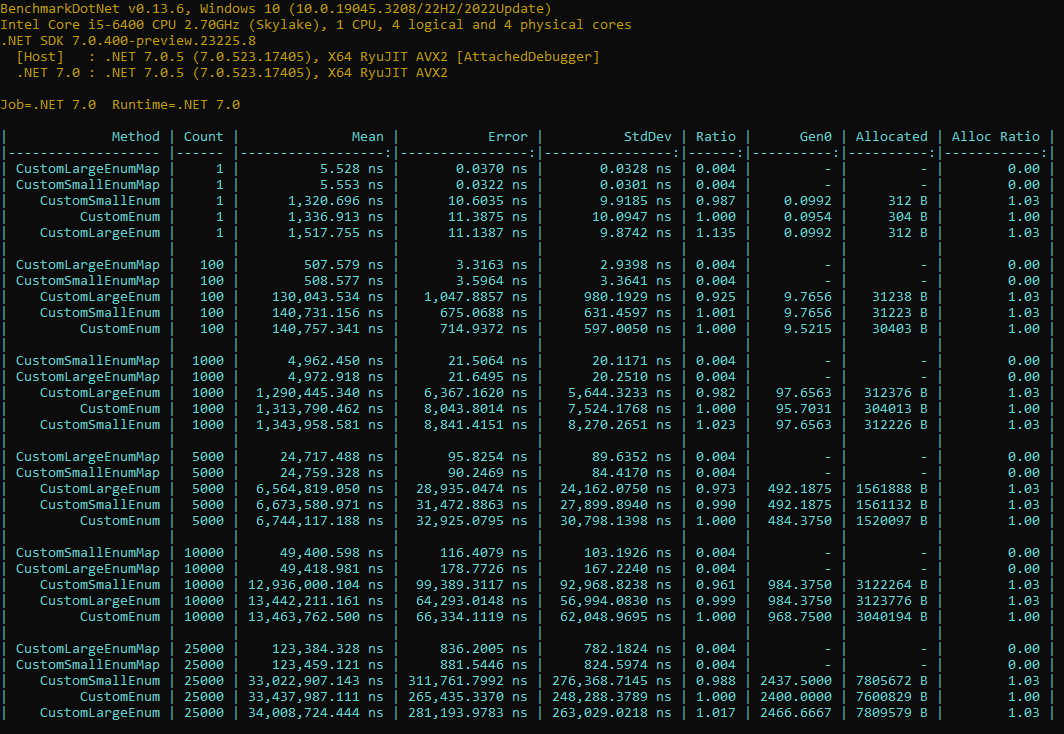 BenchmarkDotNet v0.13.6, Windows 10 (10.0.19045.3208/22H2/2022Update)
Intel Core i5-6400 CPU 2.70GHz (Skylake), 1 CPU, 4 logical and 4 physical cores
.NET SDK 7.0.400-preview.23225.8
  [Host]   : .NET 7.0.5 (7.0.523.17405), X64 RyuJIT AVX2 [AttachedDebugger]
  .NET 7.0 : .NET 7.0.5 (7.0.523.17405), X64 RyuJIT AVX2
Job=.NET 7.0  Runtime=.NET 7.0
|             Method | Count |              Mean |           Error |          StdDev | Ratio |      Gen0 | Allocated | Alloc Ratio |
|------------------- |------ |------------------:|----------------:|----------------:|------:|----------:|----------:|------------:|
| CustomLargeEnumMap |     1 |          5.528 ns |       0.0370 ns |       0.0328 ns | 0.004 |         - |         - |        0.00 |
| CustomSmallEnumMap |     1 |          5.553 ns |       0.0322 ns |       0.0301 ns | 0.004 |         - |         - |        0.00 |
|    CustomSmallEnum |     1 |      1,320.696 ns |      10.6035 ns |       9.9185 ns | 0.987 |    0.0992 |     312 B |        1.03 |
|         CustomEnum |     1 |      1,336.913 ns |      11.3875 ns |      10.0947 ns | 1.000 |    0.0954 |     304 B |        1.00 |
|    CustomLargeEnum |     1 |      1,517.755 ns |      11.1387 ns |       9.8742 ns | 1.135 |    0.0992 |     312 B |        1.03 |
| CustomLargeEnumMap |   100 |        507.579 ns |       3.3163 ns |       2.9398 ns | 0.004 |         - |         - |        0.00 |
| CustomSmallEnumMap |   100 |        508.577 ns |       3.5964 ns |       3.3641 ns | 0.004 |         - |         - |        0.00 |
|    CustomLargeEnum |   100 |    130,043.534 ns |   1,047.8857 ns |     980.1929 ns | 0.925 |    9.7656 |   31238 B |        1.03 |
|    CustomSmallEnum |   100 |    140,731.156 ns |     675.0688 ns |     631.4597 ns | 1.001 |    9.7656 |   31223 B |        1.03 |
|         CustomEnum |   100 |    140,757.341 ns |     714.9372 ns |     597.0050 ns | 1.000 |    9.5215 |   30403 B |        1.00 |
| CustomSmallEnumMap |  1000 |      4,962.450 ns |      21.5064 ns |      20.1171 ns | 0.004 |         - |         - |        0.00 |
| CustomLargeEnumMap |  1000 |      4,972.918 ns |      21.6495 ns |      20.2510 ns | 0.004 |         - |         - |        0.00 |
|    CustomLargeEnum |  1000 |  1,290,445.340 ns |   6,367.1620 ns |   5,644.3233 ns | 0.982 |   97.6563 |  312376 B |        1.03 |
|         CustomEnum |  1000 |  1,313,790.462 ns |   8,043.8014 ns |   7,524.1768 ns | 1.000 |   95.7031 |  304013 B |        1.00 |
|    CustomSmallEnum |  1000 |  1,343,958.581 ns |   8,841.4151 ns |   8,270.2651 ns | 1.023 |   97.6563 |  312226 B |        1.03 |
| CustomLargeEnumMap |  5000 |     24,717.488 ns |      95.8254 ns |      89.6352 ns | 0.004 |         - |         - |        0.00 |
| CustomSmallEnumMap |  5000 |     24,759.328 ns |      90.2469 ns |      84.4170 ns | 0.004 |         - |         - |        0.00 |
|    CustomLargeEnum |  5000 |  6,564,819.050 ns |  28,935.0474 ns |  24,162.0750 ns | 0.973 |  492.1875 | 1561888 B |        1.03 |
|    CustomSmallEnum |  5000 |  6,673,580.971 ns |  31,472.8863 ns |  27,899.8940 ns | 0.990 |  492.1875 | 1561132 B |        1.03 |
|         CustomEnum |  5000 |  6,744,117.188 ns |  32,925.0795 ns |  30,798.1398 ns | 1.000 |  484.3750 | 1520097 B |        1.00 |
| CustomSmallEnumMap | 10000 |     49,400.598 ns |     116.4079 ns |     103.1926 ns | 0.004 |         - |         - |        0.00 |
| CustomLargeEnumMap | 10000 |     49,418.981 ns |     178.7726 ns |     167.2240 ns | 0.004 |         - |         - |        0.00 |
|    CustomSmallEnum | 10000 | 12,936,000.104 ns |  99,389.3117 ns |  92,968.8238 ns | 0.961 |  984.3750 | 3122264 B |        1.03 |
|    CustomLargeEnum | 10000 | 13,442,211.161 ns |  64,293.0148 ns |  56,994.0830 ns | 0.999 |  984.3750 | 3123776 B |        1.03 |
|         CustomEnum | 10000 | 13,463,762.500 ns |  66,334.1119 ns |  62,048.9695 ns | 1.000 |  968.7500 | 3040194 B |        1.00 |
| CustomLargeEnumMap | 25000 |    123,384.328 ns |     836.2005 ns |     782.1824 ns | 0.004 |         - |         - |        0.00 |
| CustomSmallEnumMap | 25000 |    123,459.121 ns |     881.5446 ns |     824.5974 ns | 0.004 |         - |         - |        0.00 |
|    CustomSmallEnum | 25000 | 33,022,907.143 ns | 311,761.7992 ns | 276,368.7145 ns | 0.988 | 2437.5000 | 7805672 B |        1.03 |
|         CustomEnum | 25000 | 33,437,987.111 ns | 265,435.3370 ns | 248,288.3789 ns | 1.000 | 2400.0000 | 7600829 B |        1.00 |
|    CustomLargeEnum | 25000 | 34,008,724.444 ns | 281,193.9783 ns | 263,029.0218 ns | 1.017 | 2466.6667 | 7809579 B |        1.03 |